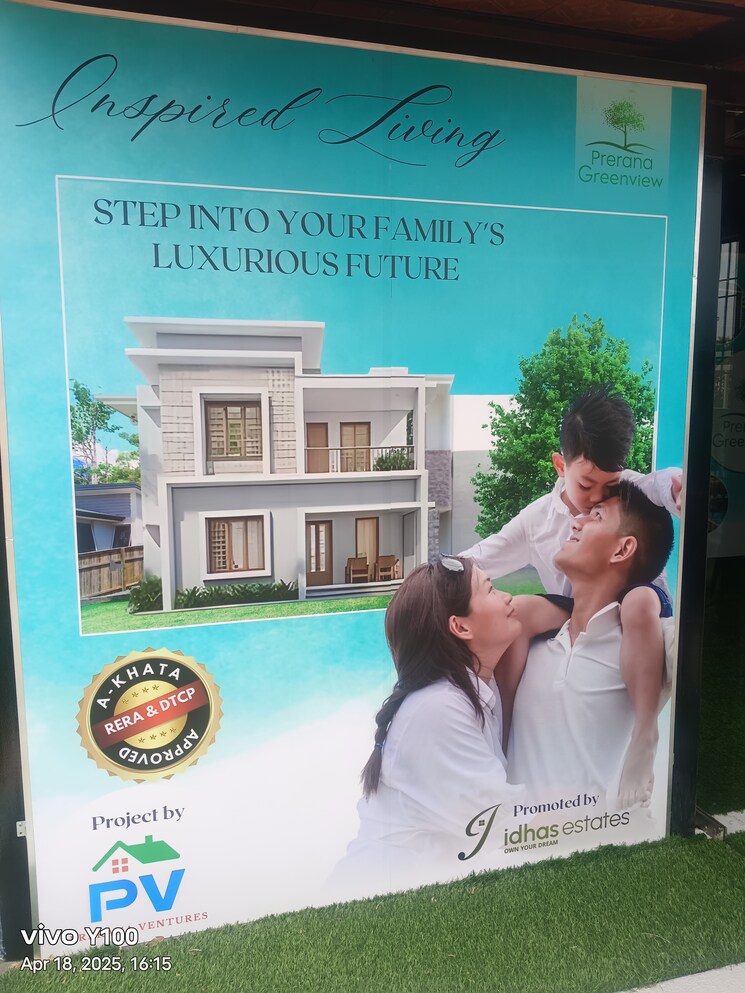 Inspired Living
Prerana
Greenview
STEP INTO YOUR FAMILY'S
LUXURIOUS FUTURE
A-KHATA
RERA & DTCP
APPROVED
Project by
PV
VENTURES
Promoted by
idhas estates
OWN YOUR DREAM
vivo Y100
Apr 18, 2025, 16:15